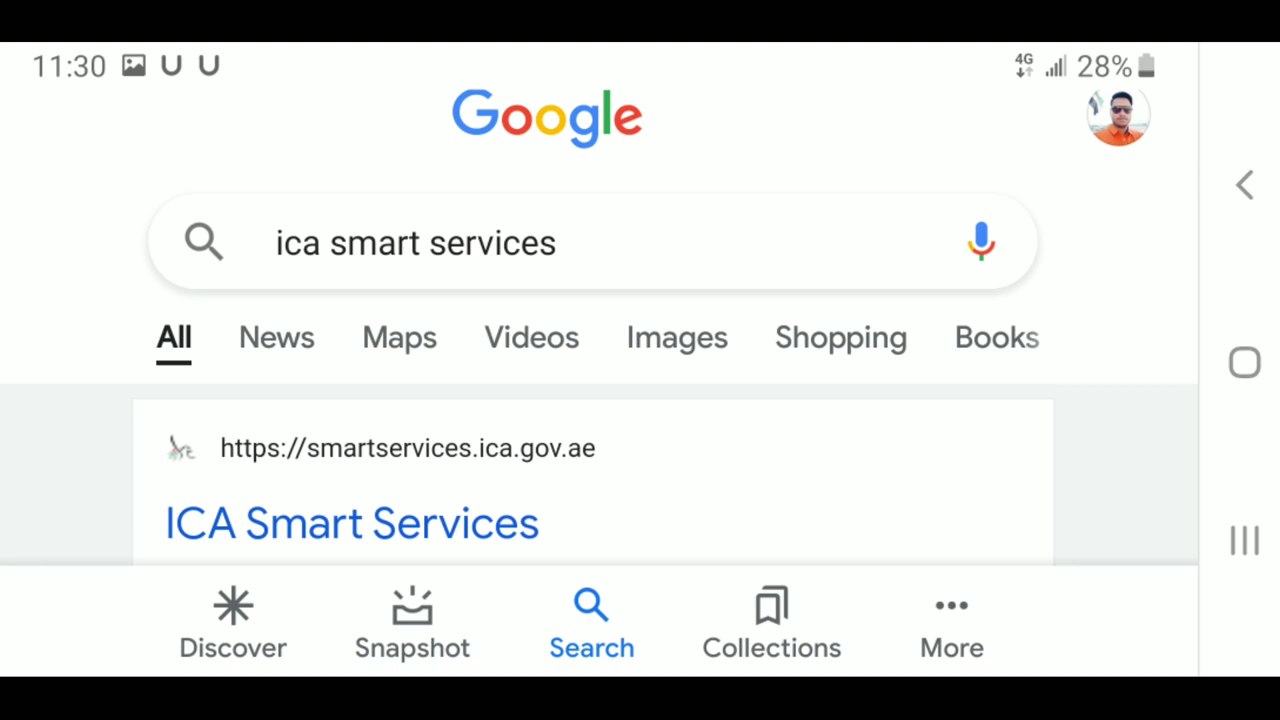 11:30 4G 28%
Google
ica smart services
All News Maps Videos Images Shopping Books
https://smartservices.ica.gov.ae
ICA Smart Services
Discover Snapshot Search Collections More